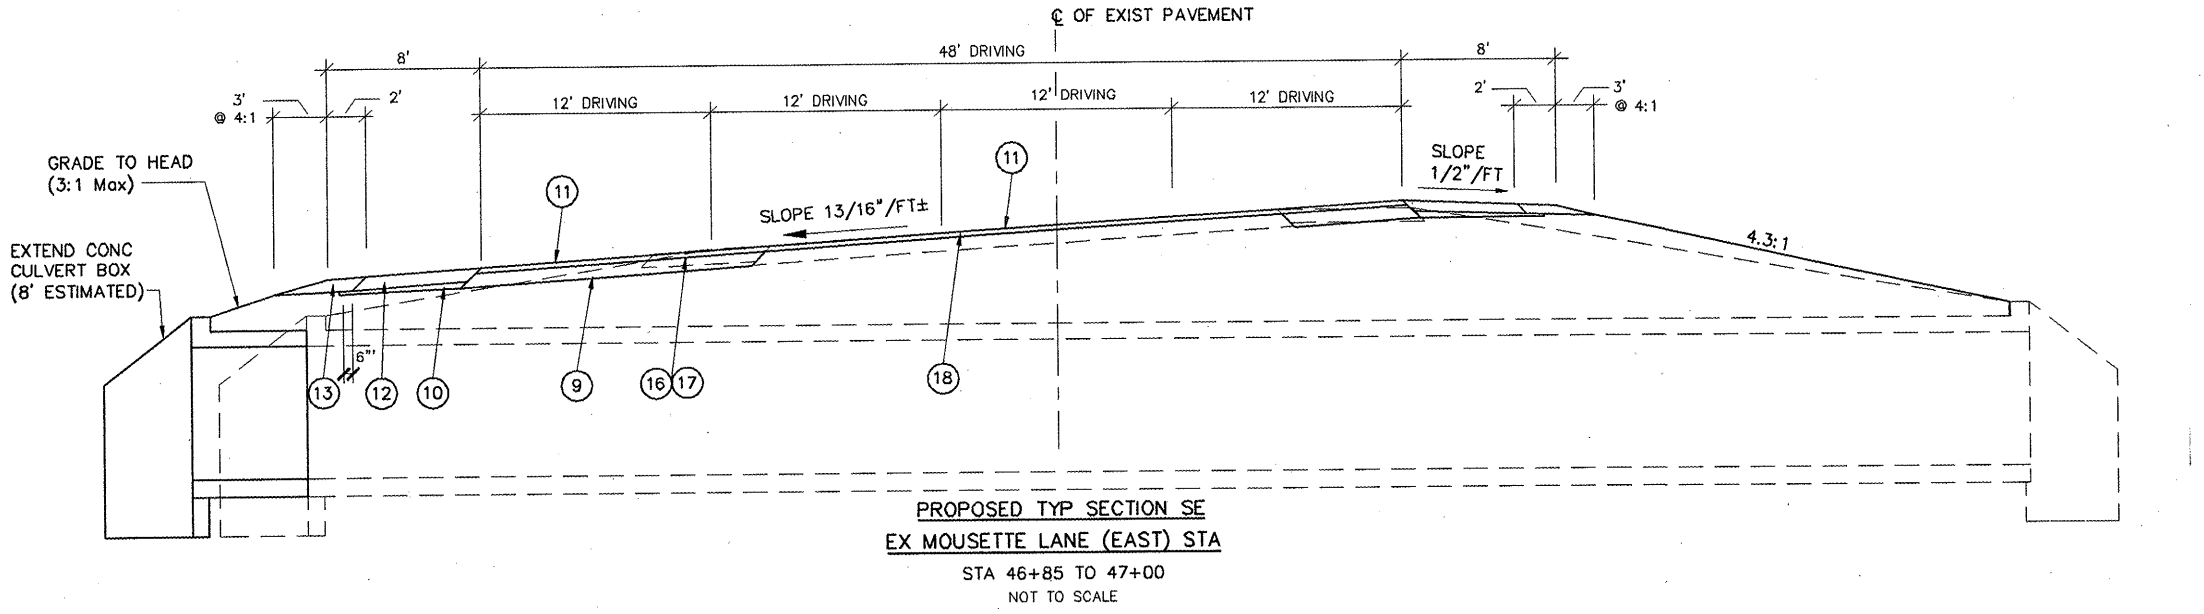 ℄ OF EXIST PAVEMENT
8'
48' DRIVING
8'
3'
@ 4:1
2'
12' DRIVING
12' DRIVING
12' DRIVING
12' DRIVING
2'
3'
@ 4:1
GRADE TO HEAD
(3:1 Max)
11
11
SLOPE
1/2"/FT
SLOPE 13/16"/FT±
EXTEND CONC
CULVERT BOX
(8' ESTIMATED)
4.3:1
6"'
13
12
10
9
16
17
18
PROPOSED TYP SECTION SE
EX MOUSETTE LANE (EAST) STA
STA 46+85 TO 47+00
NOT TO SCALE